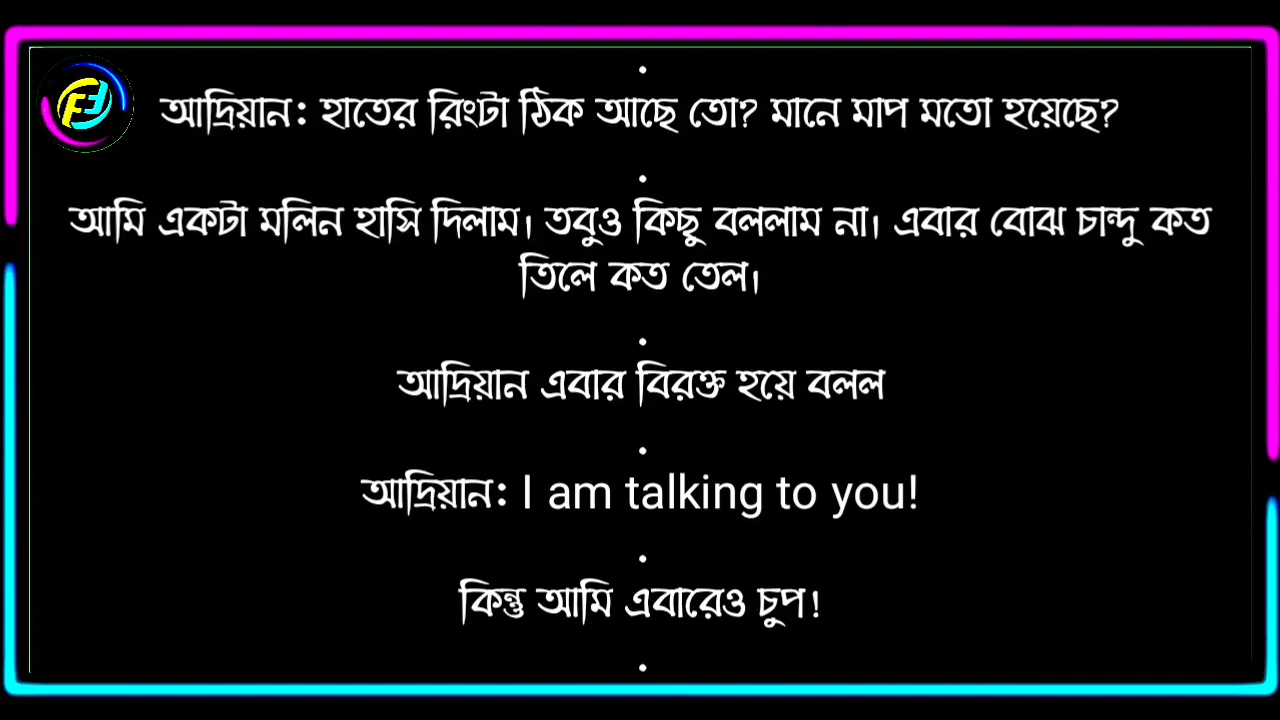 আদ্রিয়ান: হাতের রিংটা ঠিক আছে তো? মানে মাপ মতো হয়েছে?
.
আমি একটা মলিন হাসি দিলাম। তবুও কিছু বললাম না। এবার বোঝ চান্দু কত
তিলে কত তেল।
.
আদ্রিয়ান এবার বিরক্ত হয়ে বলল
.
আদ্রিয়ান: I am talking to you!
.
কিন্তু আমি এবারেও চুপ!
.